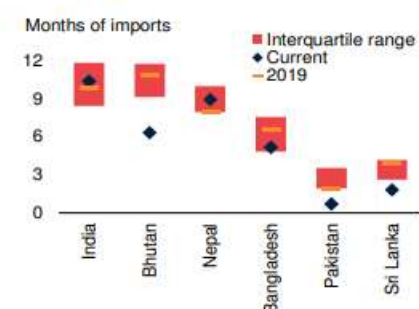 Months of imports
Interquartile range
Current
2019
12
9
6
3
0
India
Bhutan
Nepal
Bangladesh
Pakistan
Sri Lanka